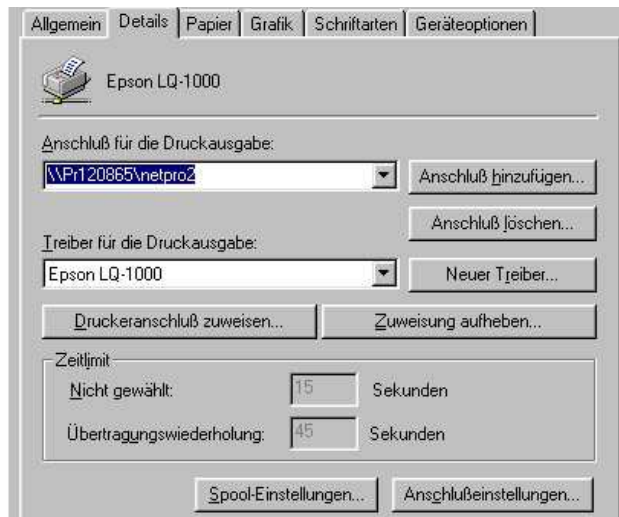 Allgemein Details Papier Grafik Schriftarten Geräteoptionen
Epson LQ-1000
Anschluß für die Druckausgabe:
\\Pr120865\netpro2
Anschluß hinzufügen...
Anschluß löschen...
Treiber für die Druckausgabe:
Epson LQ-1000
Neuer Treiber...
Druckeranschluß zuweisen... Zuweisung aufheben...
Zeitlimit
Nicht gewählt: 15 Sekunden
Übertragungswiederholung: 45 Sekunden
Spool-Einstellungen... Anschlußeinstellungen...